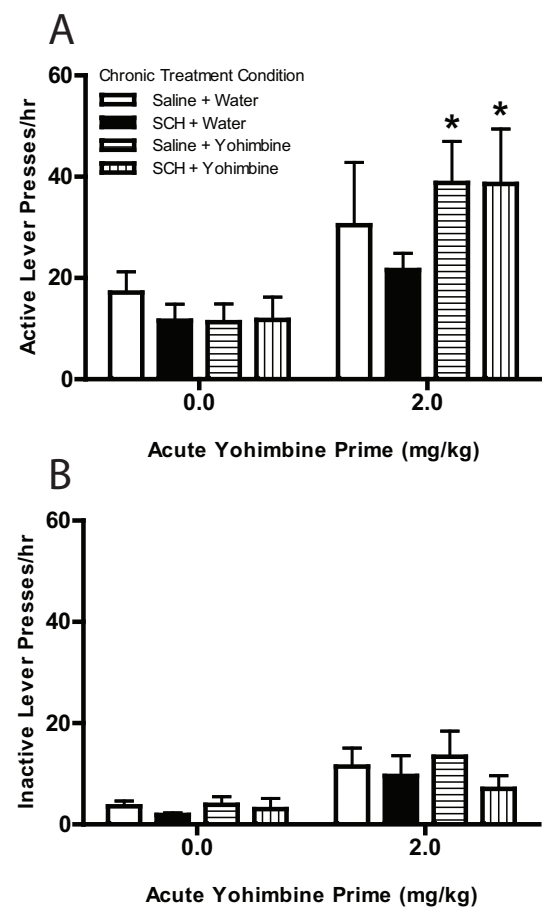 A
Chronic Treatment Condition
Saline + Water
SCH + Water
Saline + Yohimbine
SCH + Yohimbine
60
40
20
0
Active Lever Presses/hr
* *
0.0 2.0
Acute Yohimbine Prime (mg/kg)
B
60
40
20
0
Inactive Lever Presses/hr
0.0 2.0
Acute Yohimbine Prime (mg/kg)